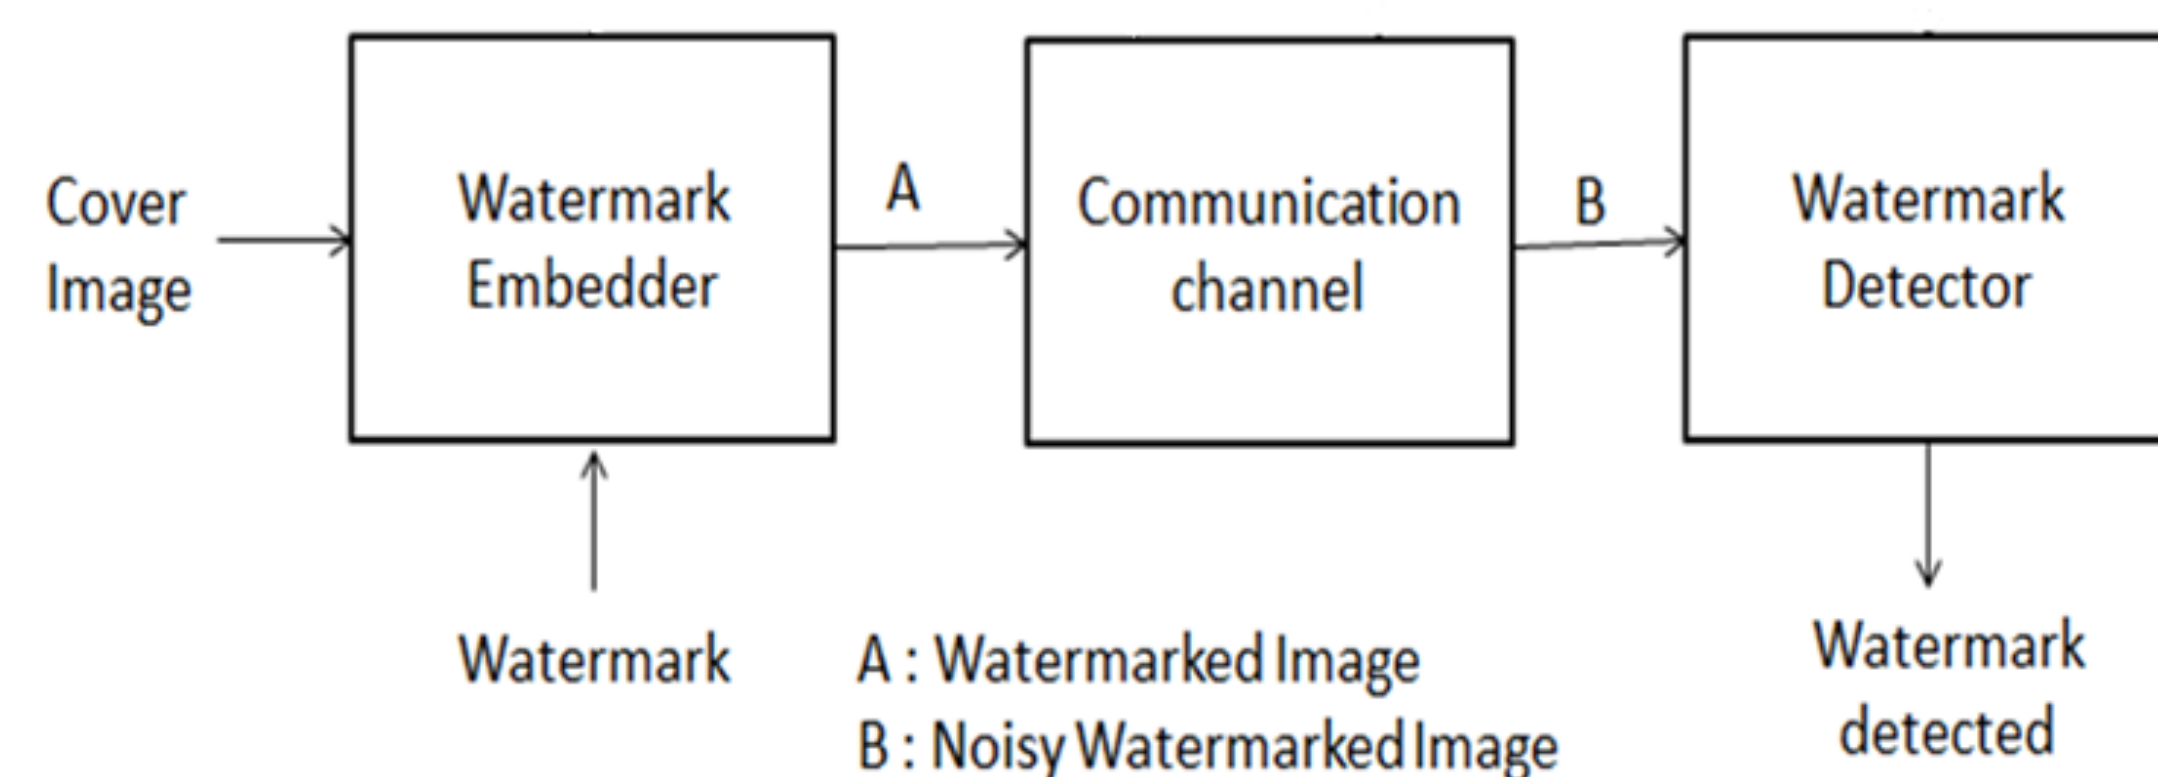 Cover
Image
Watermark
Embedder
A
Communication
channel
B
Watermark
Detector
Watermark
A : Watermarked Image
B : Noisy Watermarked Image
Watermark
detected